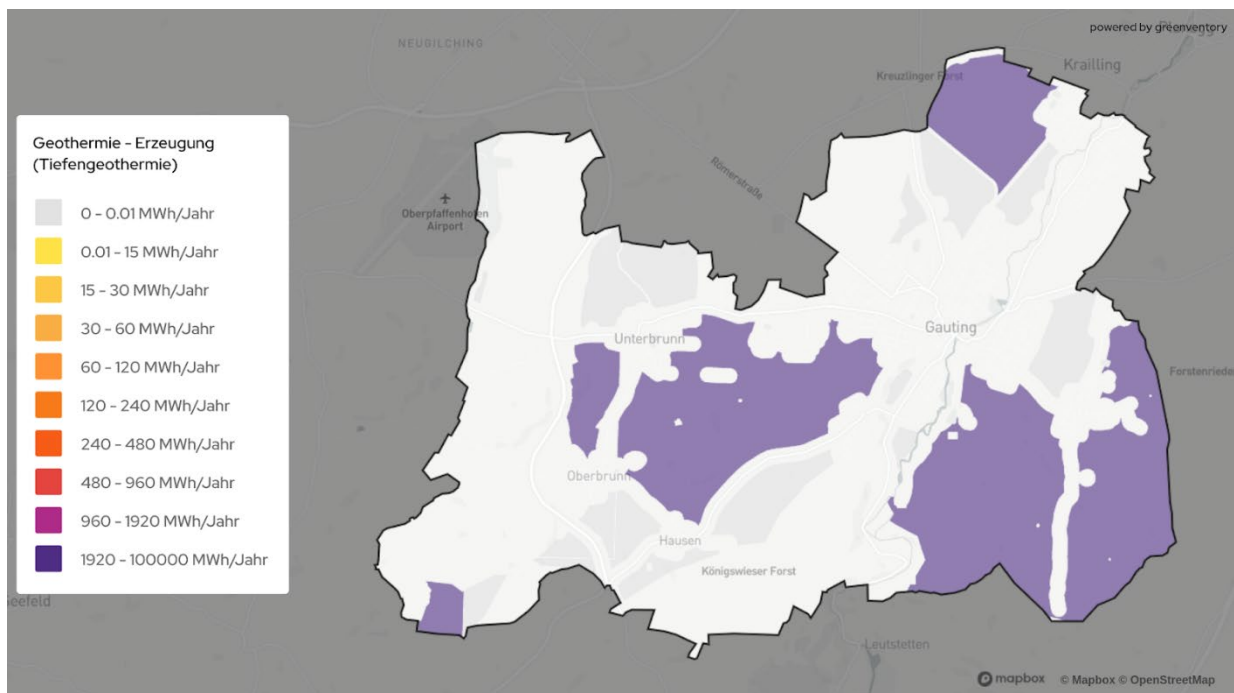 powered by greenventory
NEUGILCHING
Krailling
Kreuzlinger Forst
Geothermie - Erzeugung
(Tiefengeothermie)
0 - 0.01 MWh/Jahr
0.01 - 15 MWh/Jahr
15 - 30 MWh/Jahr
30 - 60 MWh/Jahr
60 - 120 MWh/Jahr
120 - 240 MWh/Jahr
240 - 480 MWh/Jahr
480 - 960 MWh/Jahr
960 - 1920 MWh/Jahr
1920 - 100000 MWh/Jahr
Römerstraße
Oberpfaffenhofen
Airport
Unterbrunn
Gauting
Forstenrieder
Oberbrunn
Hausen
Königswieser Forst
Seefeld
Leutstetten
mapbox
© Mapbox © OpenStreetMap